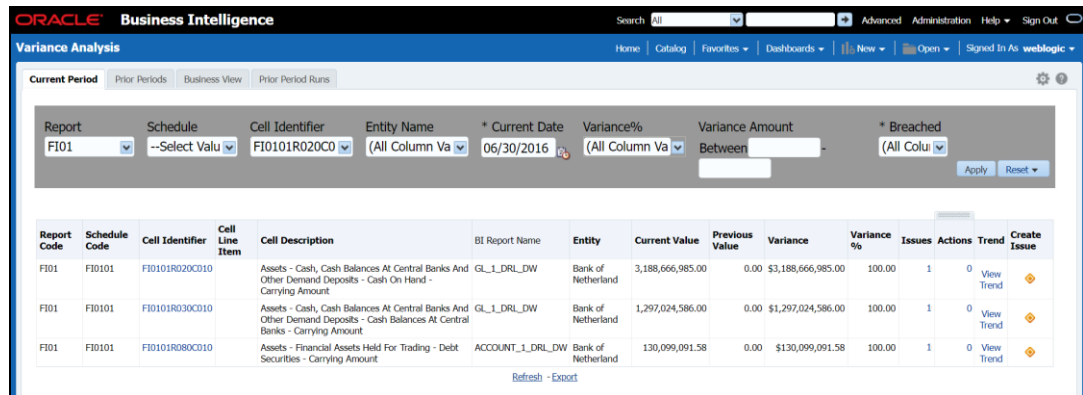 ORACLE Business Intelligence Search All Advanced Administration Help Sign Out
Variance Analysis Home Catalog Favorites Dashboards New Open Signed In As weblogic
Current Period Prior Periods Business View Prior Period Runs
Report Schedule Cell Identifier Entity Name * Current Date Variance% Variance Amount * Breached
FI01 --Select Valu FI0101R020C0 (All Column Va 06/30/2016 (All Column Va Between - (All Colu
Apply Reset
Report Code Schedule Code Cell Identifier Cell Line Item Cell Description BI Report Name Entity Current Value Previous Value Variance Variance % Issues Actions Trend Create Issue
FI01 FI0101 FI0101R020C010 Assets - Cash, Cash Balances At Central Banks And Other Demand Deposits - Cash On Hand - Carrying Amount GL_1_DRL_DW Bank of Netherland 3,188,666,985.00 0.00 $3,188,666,985.00 100.00 1 0 View Trend
FI01 FI0101 FI0101R030C010 Assets - Cash, Cash Balances At Central Banks And Other Demand Deposits - Cash Balances At Central Banks - Carrying Amount GL_1_DRL_DW Bank of Netherland 1,297,024,586.00 0.00 $1,297,024,586.00 100.00 1 0 View Trend
FI01 FI0101 FI0101R080C010 Assets - Financial Assets Held For Trading - Debt Securities - Carrying Amount ACCOUNT_1_DRL_DW Bank of Netherland 130,099,091.58 0.00 $130,099,091.58 100.00 1 0 View Trend
Refresh - Export